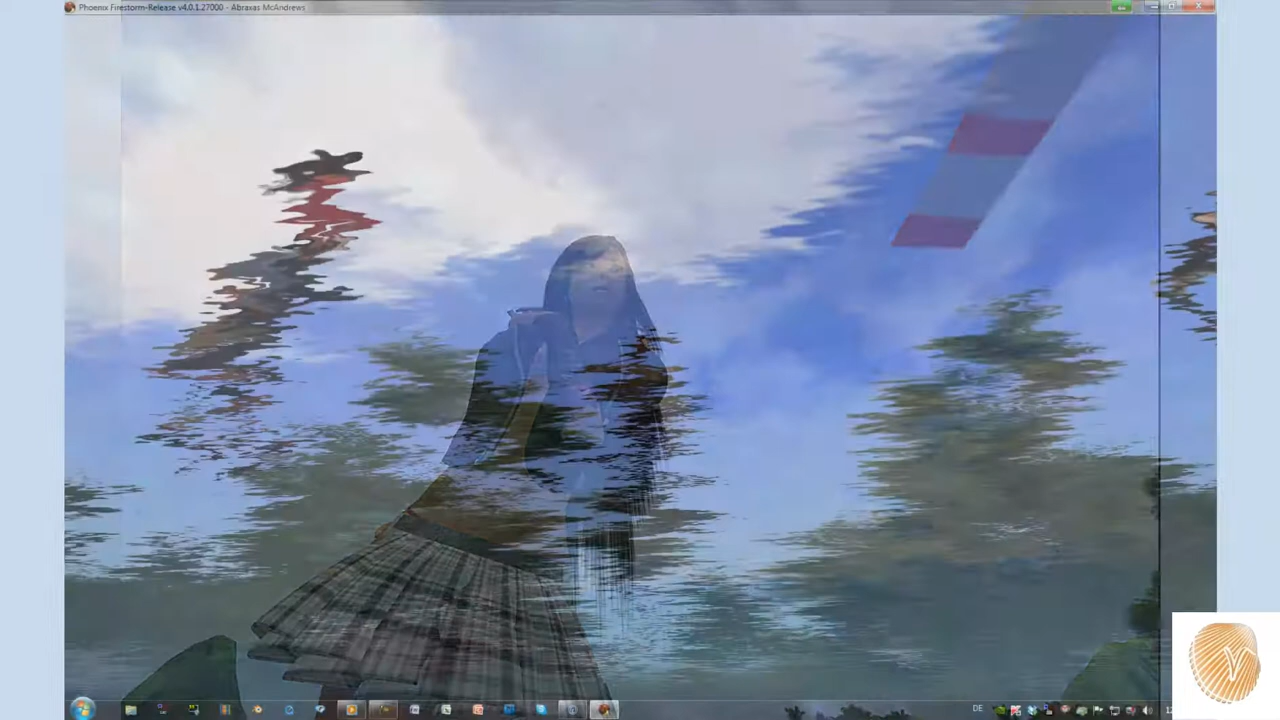 Phoenix Firestorm-Release v4.0.1.27000 - Abraxas McAndrews
DE